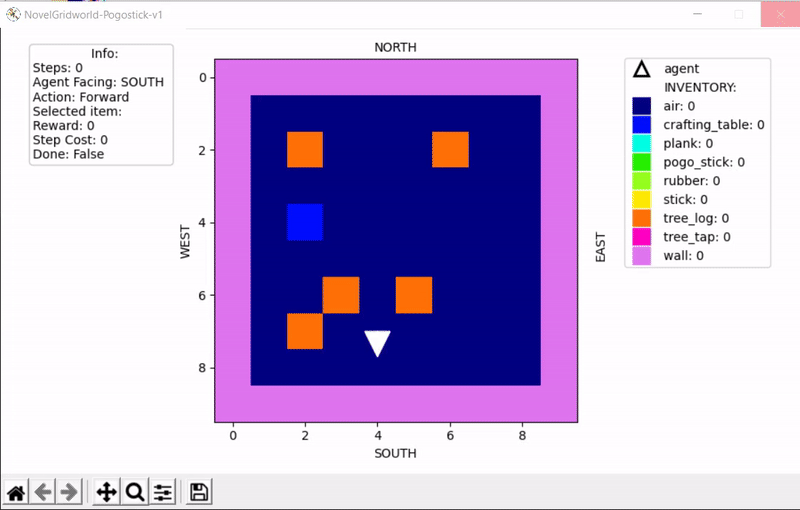 NovelGridworld-Pogostick-v1
Info:
Steps: 0
Agent Facing: SOUTH
Action: Forward
Selected item:
Reward: 0
Step Cost: 0
Done: False
NORTH
WEST
EAST
SOUTH
0
2
4
6
8
0
2
4
6
8
agent
INVENTORY:
air: 0
crafting_table: 0
plank: 0
pogo_stick: 0
rubber: 0
stick: 0
tree_log: 0
tree_tap: 0
wall: 0